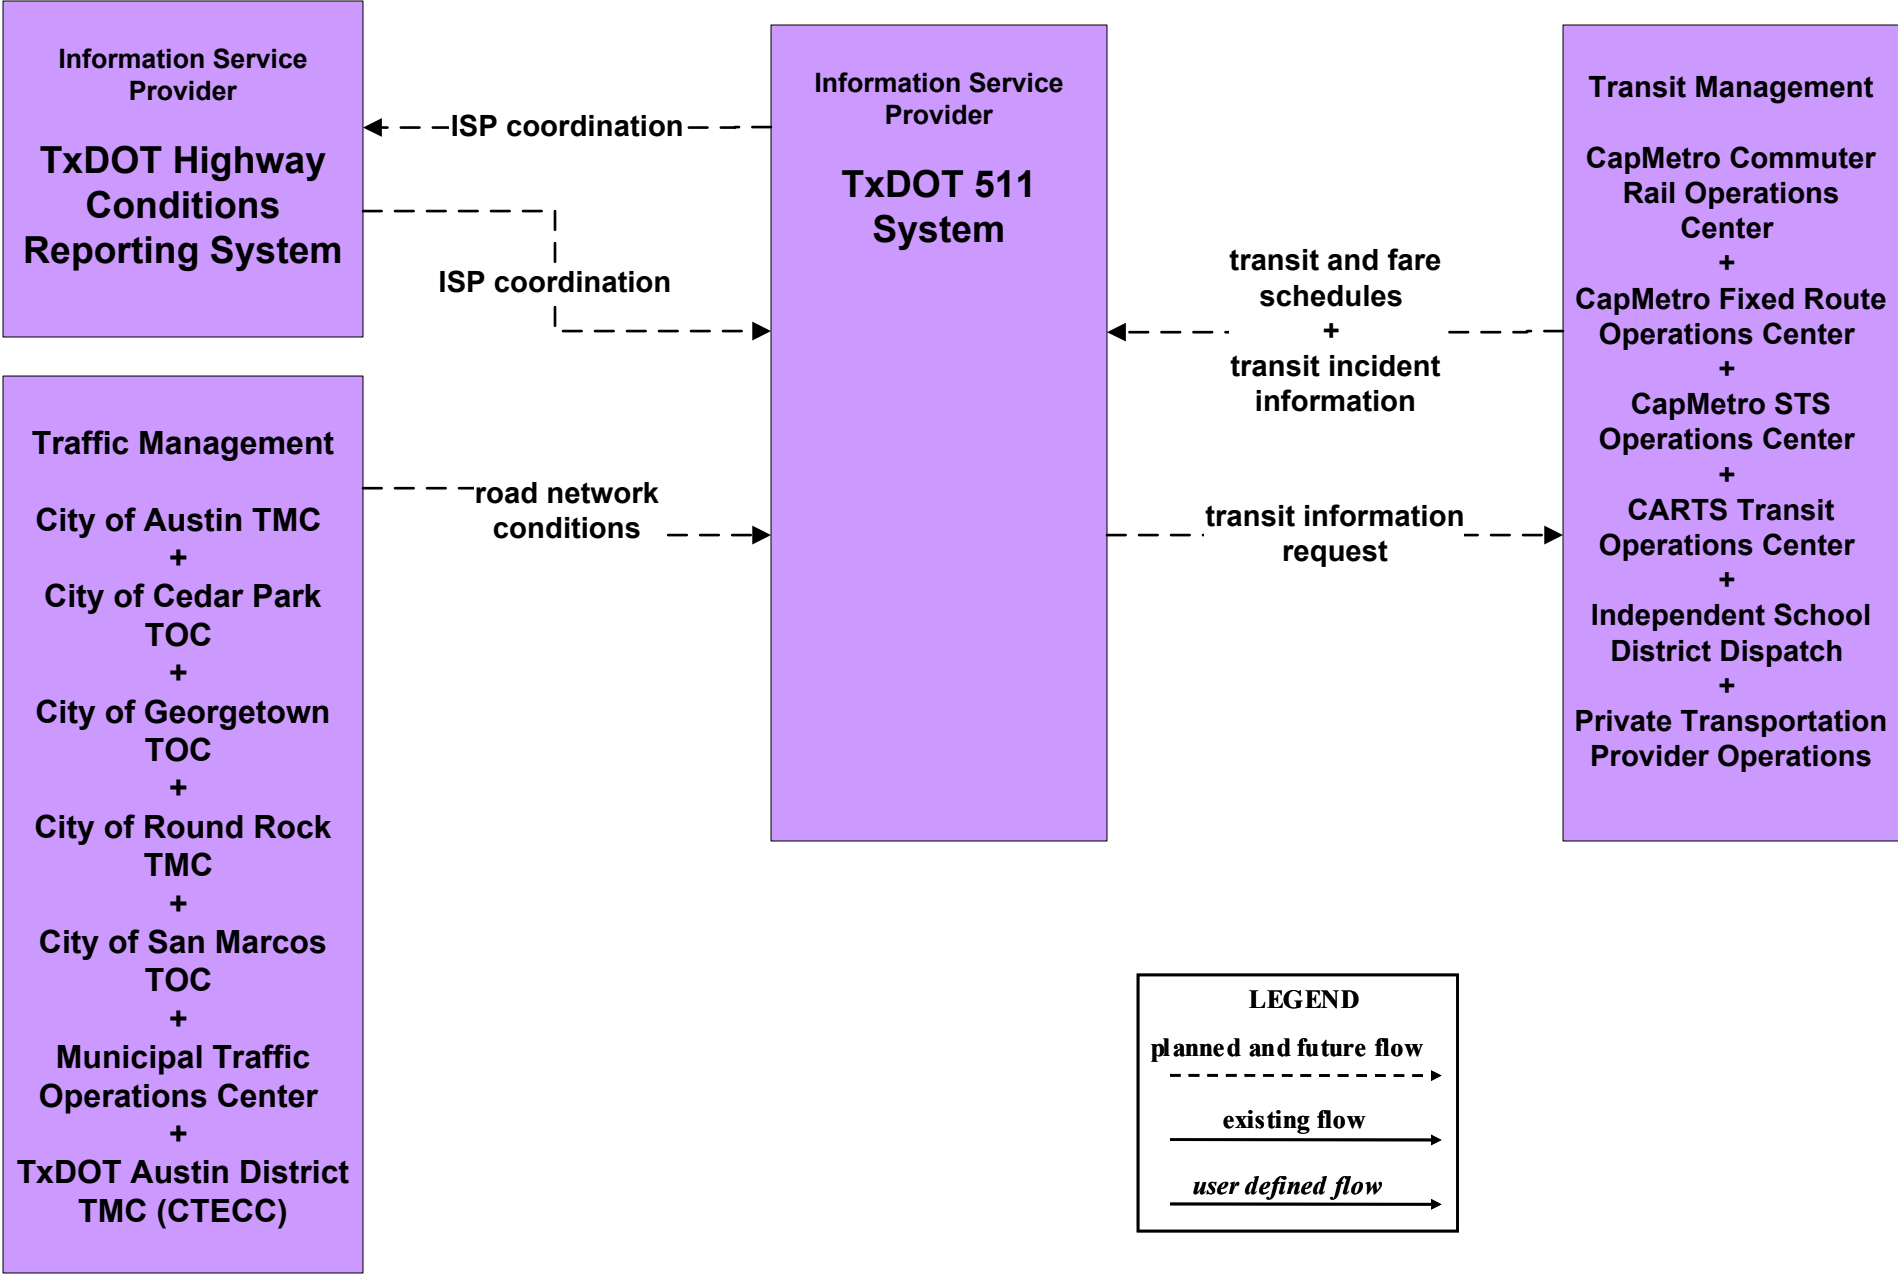 Information Service
Provider
TxDOT Highway
Conditions
Reporting System
ISP coordination
ISP coordination
Traffic Management
City of Austin TMC
+
City of Cedar Park
TOC
+
City of Georgetown
TOC
+
City of Round Rock
TMC
+
City of San Marcos
TOC
+
Municipal Traffic
Operations Center
+
TxDOT Austin District
TMC (CTECC)
road network
conditions
Information Service
Provider
TxDOT 511
System
transit and fare
schedules
+
transit incident
information
transit information
request
Transit Management
CapMetro Commuter
Rail Operations
Center
+
CapMetro Fixed Route
Operations Center
+
CapMetro STS
Operations Center
+
CARTS Transit
Operations Center
+
Independent School
District Dispatch
+
Private Transportation
Provider Operations
LEGEND
planned and future flow
existing flow
user defined flow